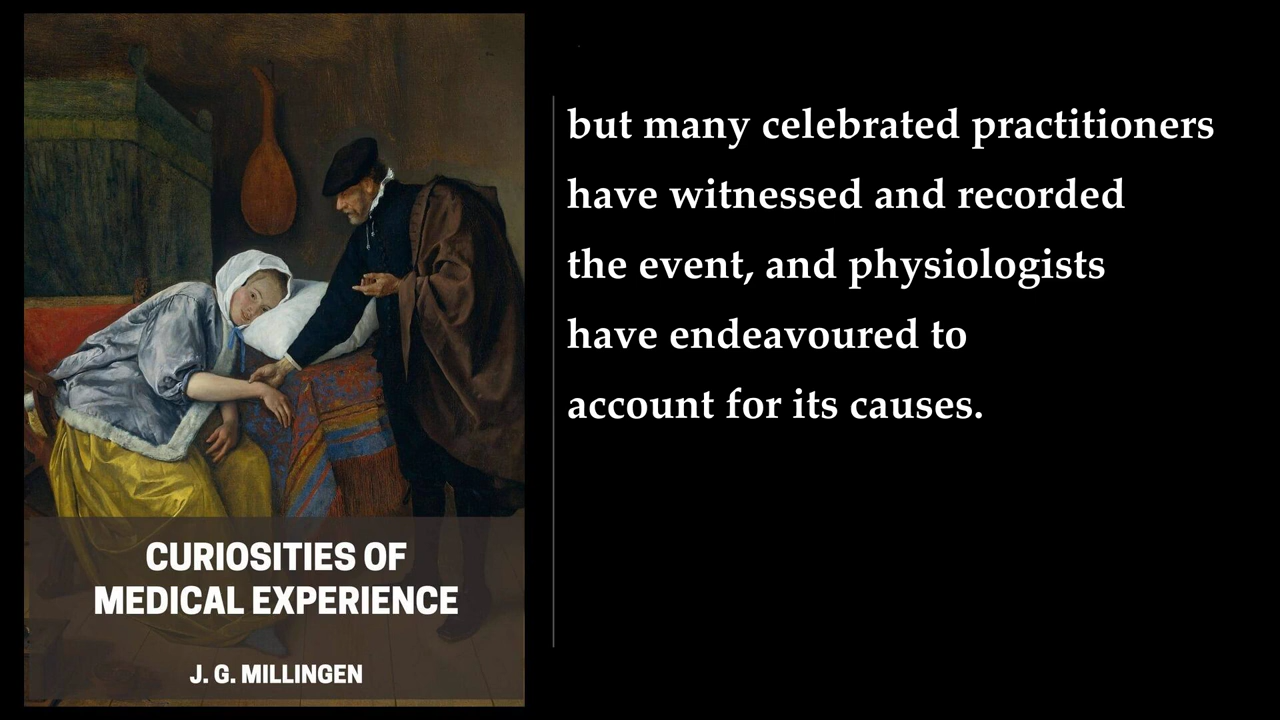 but many celebrated practitioners
have witnessed and recorded
the event, and physiologists
have endeavoured to
account for its causes.
CURIOSITIES OF
MEDICAL EXPERIENCE
J. G. MILLINGEN